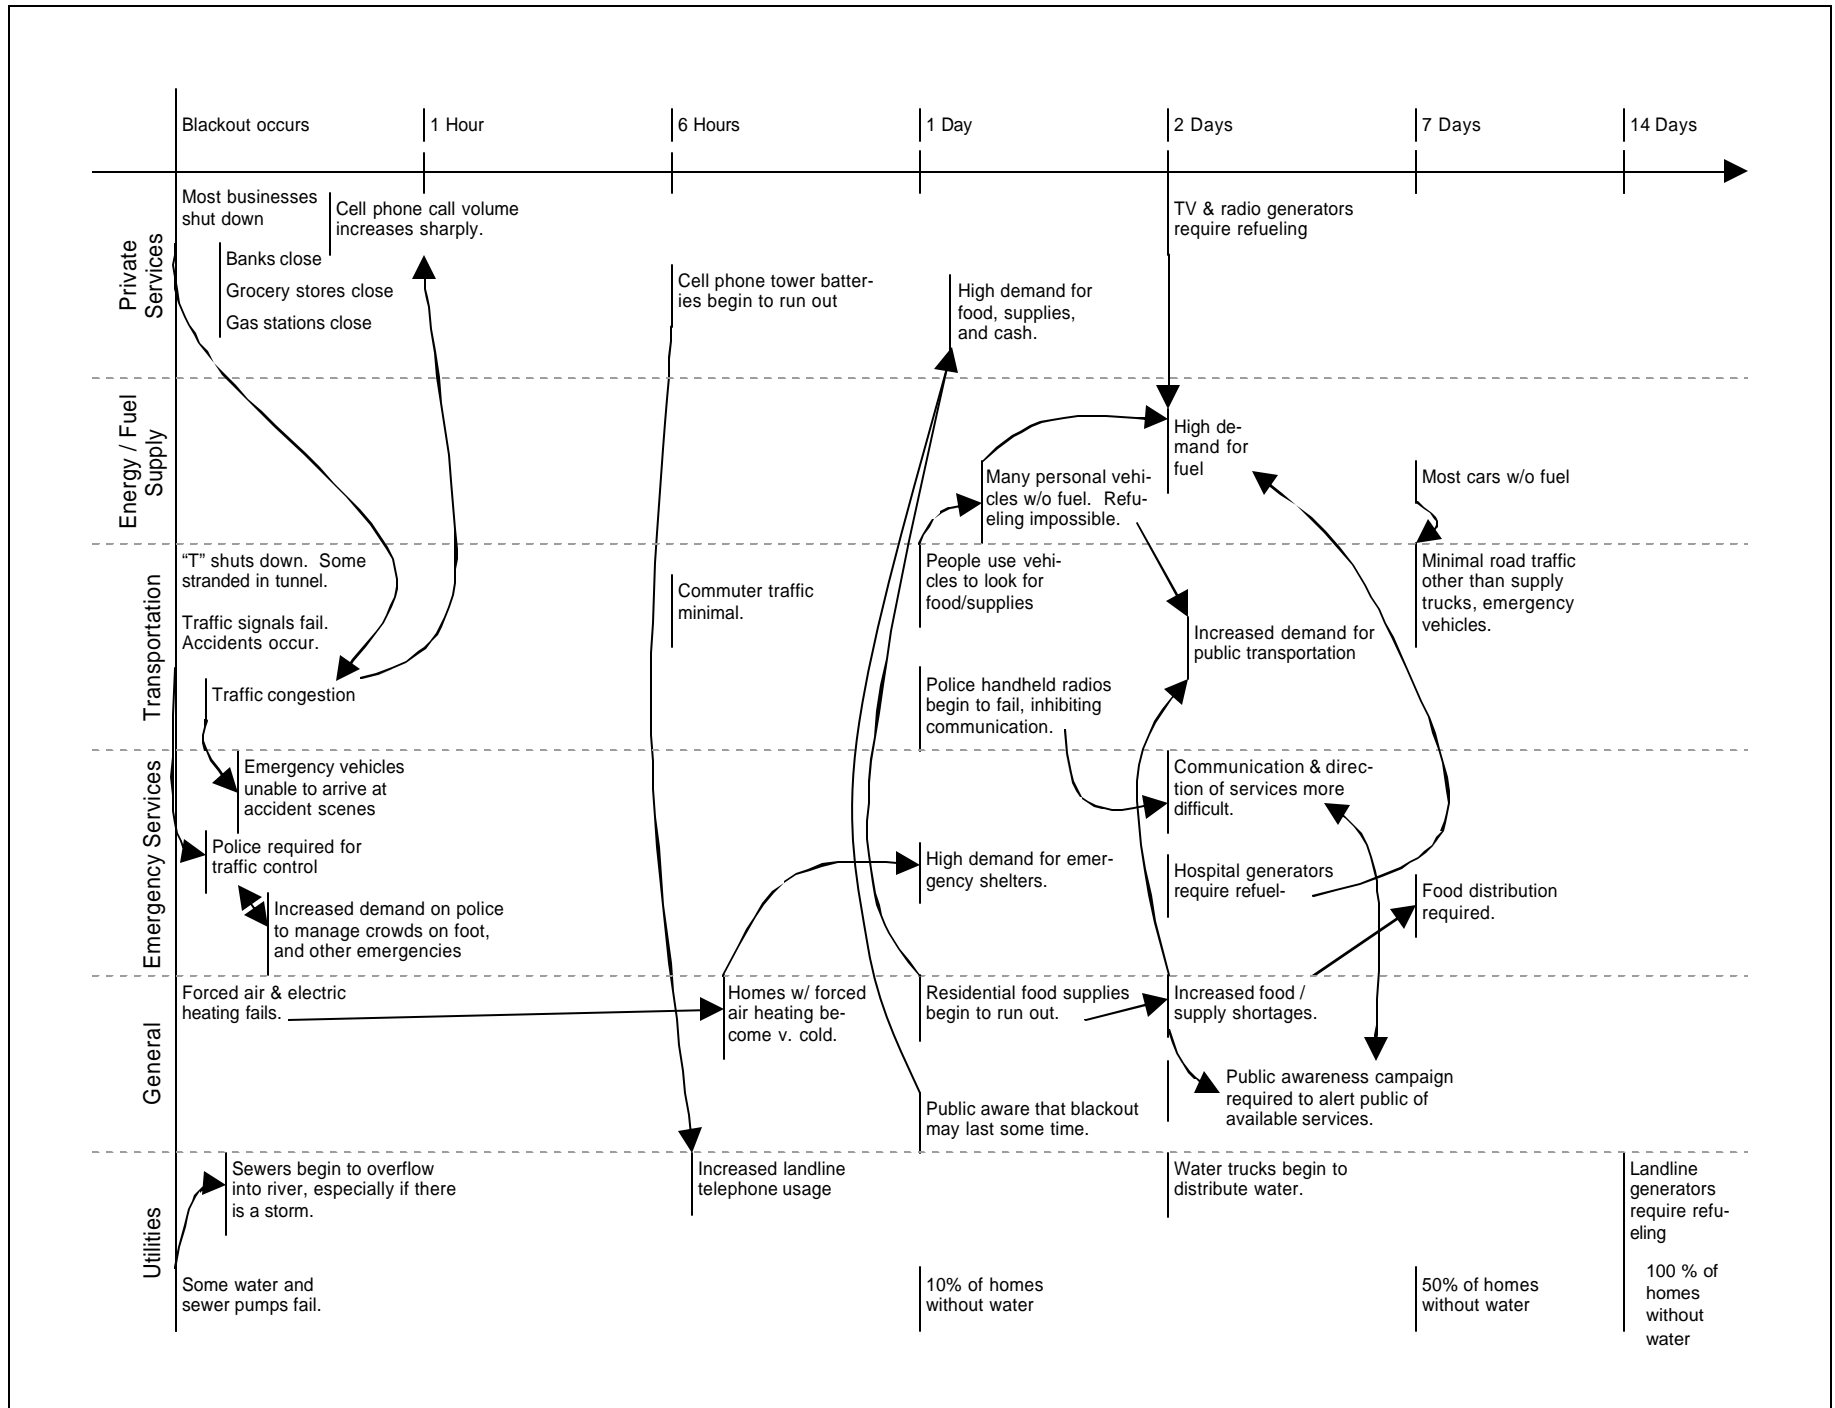 Blackout occurs
1 Hour
6 Hours
1 Day
2 Days
7 Days
14 Days
Private
Services
Most businesses
shut down
Banks close
Grocery stores close
Gas stations close
Cell phone call volume
increases sharply.
Cell phone tower batter-
ies begin to run out
High demand for
food, supplies,
and cash.
TV & radio generators
require refueling
Energy / Fuel
Supply
Many personal vehi-
cles w/o fuel.  Refu-
eling impossible.
High de-
mand for
fuel
Most cars w/o fuel
Transportation
“T” shuts down.  Some
stranded in tunnel.
Traffic signals fail.
Accidents occur.
Traffic congestion
Commuter traffic
minimal.
People use vehi-
cles to look for
food/supplies
Police handheld radios
begin to fail, inhibiting
communication.
Increased demand for
public transportation
Minimal road traffic
other than supply
trucks, emergency
vehicles.
Emergency Services
Emergency vehicles
unable to arrive at
accident scenes
Police required for
traffic control
Increased demand on police
to manage crowds on foot,
and other emergencies
High demand for emer-
gency shelters.
Communication & direc-
tion of services more
difficult.
Hospital generators
require refuel-
Food distribution
required.
General
Forced air & electric
heating fails.
Homes w/ forced
air heating be-
come v. cold.
Residential food supplies
begin to run out.
Public aware that blackout
may last some time.
Increased food /
supply shortages.
Public awareness campaign
required to alert public of
available services.
Utilities
Sewers begin to overflow
into river, especially if there
is a storm.
Some water and
sewer pumps fail.
Increased landline
telephone usage
10% of homes
without water
Water trucks begin to
distribute water.
50% of homes
without water
Landline
generators
require refu-
eling
100 % of
homes
without
water